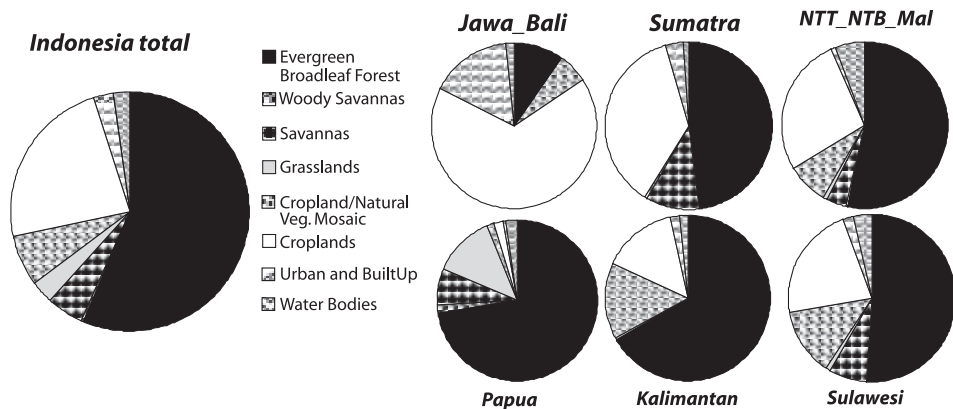 Indonesia total
Evergreen
Broadleaf Forest
Woody Savannas
Savannas
Grasslands
Cropland/Natural
Veg. Mosaic
Croplands
Urban and BuiltUp
Water Bodies
Jawa_Bali
Sumatra
NTT_NTB_Mal
Papua
Kalimantan
Sulawesi